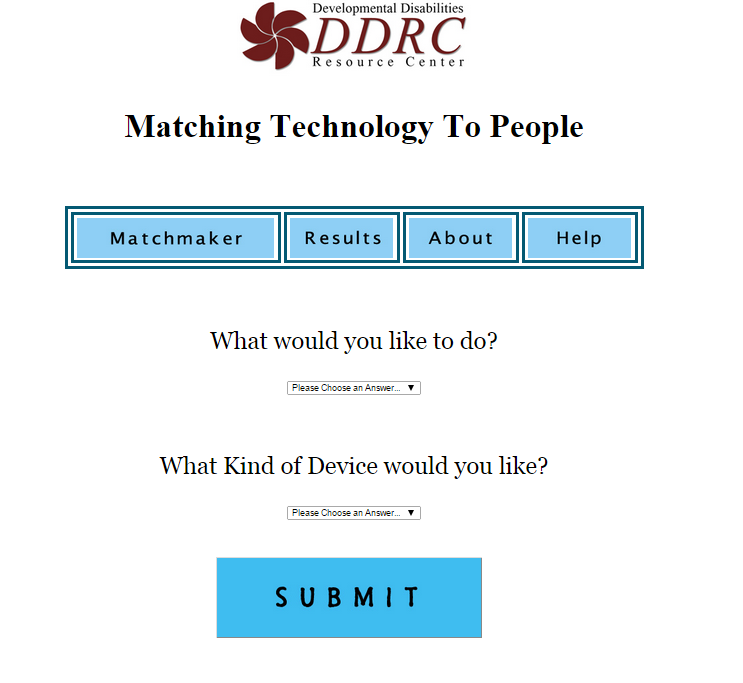 Developmental Disabilities
DDRC
Resource Center
Matching Technology To People
Matchmaker Results About Help
What would you like to do?
Please Choose an Answer...
What Kind of Device would you like?
Please Choose an Answer...
SUBMIT